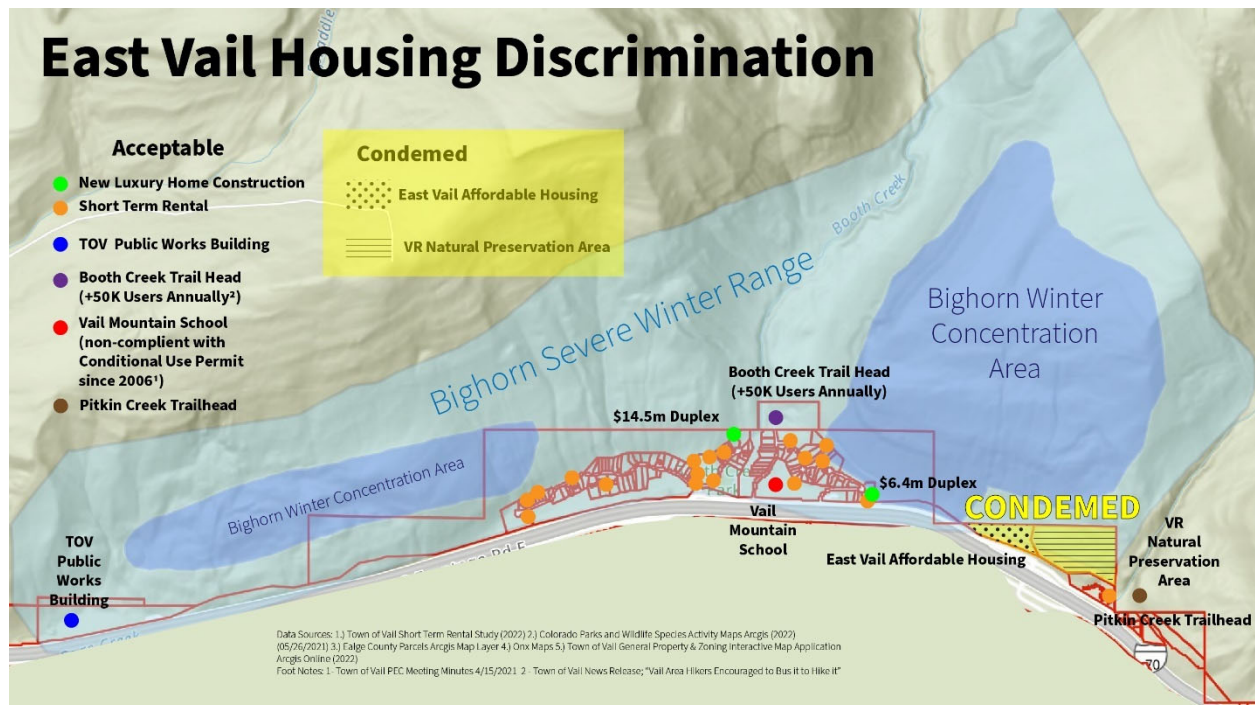 East Vail Housing Discrimination
Acceptable
New Luxury Home Construction
Short Term Rental
TOV Public Works Building
Booth Creek Trail Head
(+50K Users Annually²)
Vail Mountain School
(non-complient with
Conditional Use Permit
since 2006¹)
Pitkin Creek Trailhead
Condemed
East Vail Affordable Housing
VR Natural Preservation Area
Booth Creek
Bighorn Severe Winter Range
Bighorn Winter
Concentration
Area
Booth Creek Trail Head
(+50K Users Annually)
$14.5m Duplex
Bighorn Winter Concentration Area
$6.4m Duplex
CONDEMED
Vail
Mountain
School
East Vail Affordable Housing
VR
Natural
Preservation
Area
TOV
Public
Works
Building
Pitkin Creek Trailhead
70
Data Sources: 1.) Town of Vail Short Term Rental Study (2022) 2.) Colorado Parks and Wildlife Species Activity Maps Arcgis (2022)
(05/26/2021) 3.) Ealge County Parcels Arcgis Map Layer 4.) Onx Maps 5.) Town of Vail General Property & Zoning Interactive Map Application
Arcgis Online (2022)
Foot Notes: 1- Town of Vail PEC Meeting Minutes 4/15/2021 2 - Town of Vail News Release; "Vail Area Hikers Encouraged to Bus it to Hike it"